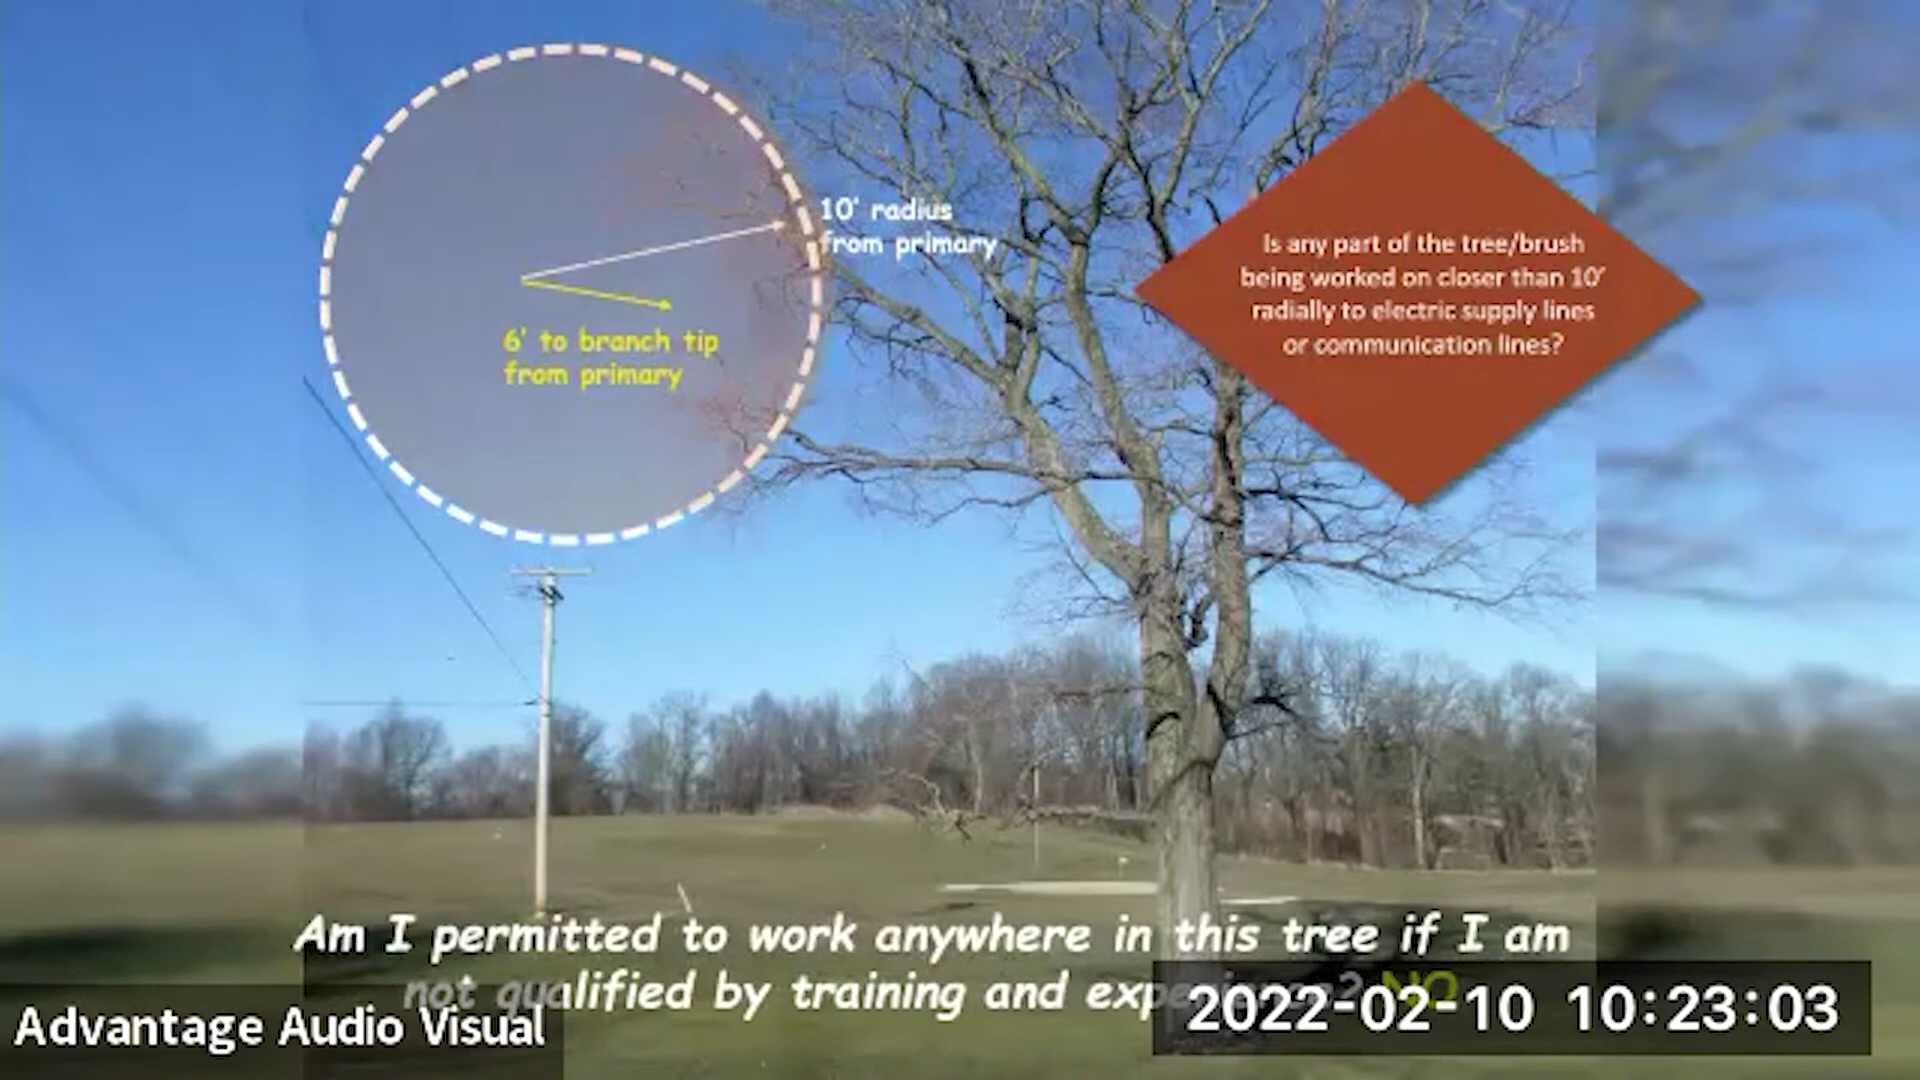 10' radius
from primary
6' to branch tip
from primary
Is any part of the tree/brush
being worked on closer than 10'
radially to electric supply lines
or communication lines?
Am I permitted to work anywhere in this tree if I am
not qualified by training and experience? NO
Advantage Audio Visual
2022-02-10 10:23:03